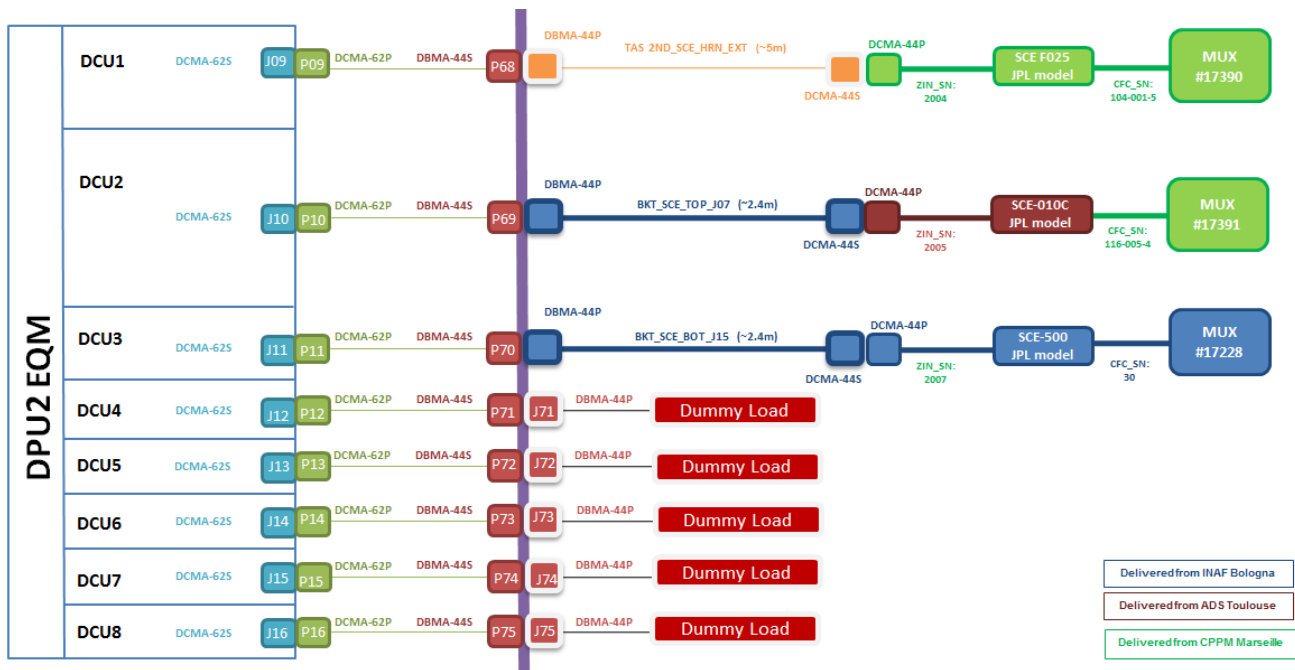 DPU2 EQM
DCU1
DCMA-62S
J09
P09
DCMA-62P
DBMA-44S
P68
DBMA-44P
TAS 2ND_SCE_HRN_EXT (~5m)
DCMA-44S
DCMA-44P
ZIN_SN:
2004
SCE F025
JPL model
CFC_SN:
104-001-5
MUX
#17390
DCU2
DCMA-62S
J10
P10
DCMA-62P
DBMA-44S
P69
DBMA-44P
BKT_SCE_TOP_J07 (~2.4m)
DCMA-44S
DCMA-44P
ZIN_SN:
2005
SCE-010C
JPL model
CFC_SN:
116-005-4
MUX
#17391
DCU3
DCMA-62S
J11
P11
DCMA-62P
DBMA-44S
P70
DBMA-44P
BKT_SCE_BOT_J15 (~2.4m)
DCMA-44S
DCMA-44P
ZIN_SN:
2007
SCE-500
JPL model
CFC_SN:
30
MUX
#17228
DCU4
DCMA-62S
J12
P12
DCMA-62P
DBMA-44S
P71
J71
DBMA-44P
Dummy Load
DCU5
DCMA-62S
J13
P13
DCMA-62P
DBMA-44S
P72
J72
DBMA-44P
Dummy Load
DCU6
DCMA-62S
J14
P14
DCMA-62P
DBMA-44S
P73
J73
DBMA-44P
Dummy Load
DCU7
DCMA-62S
J15
P15
DCMA-62P
DBMA-44S
P74
J74
DBMA-44P
Dummy Load
DCU8
DCMA-62S
J16
P16
DCMA-62P
DBMA-44S
P75
J75
DBMA-44P
Dummy Load
Delivered from INAF Bologna
Delivered from ADS Toulouse
Delivered from CPPM Marseille